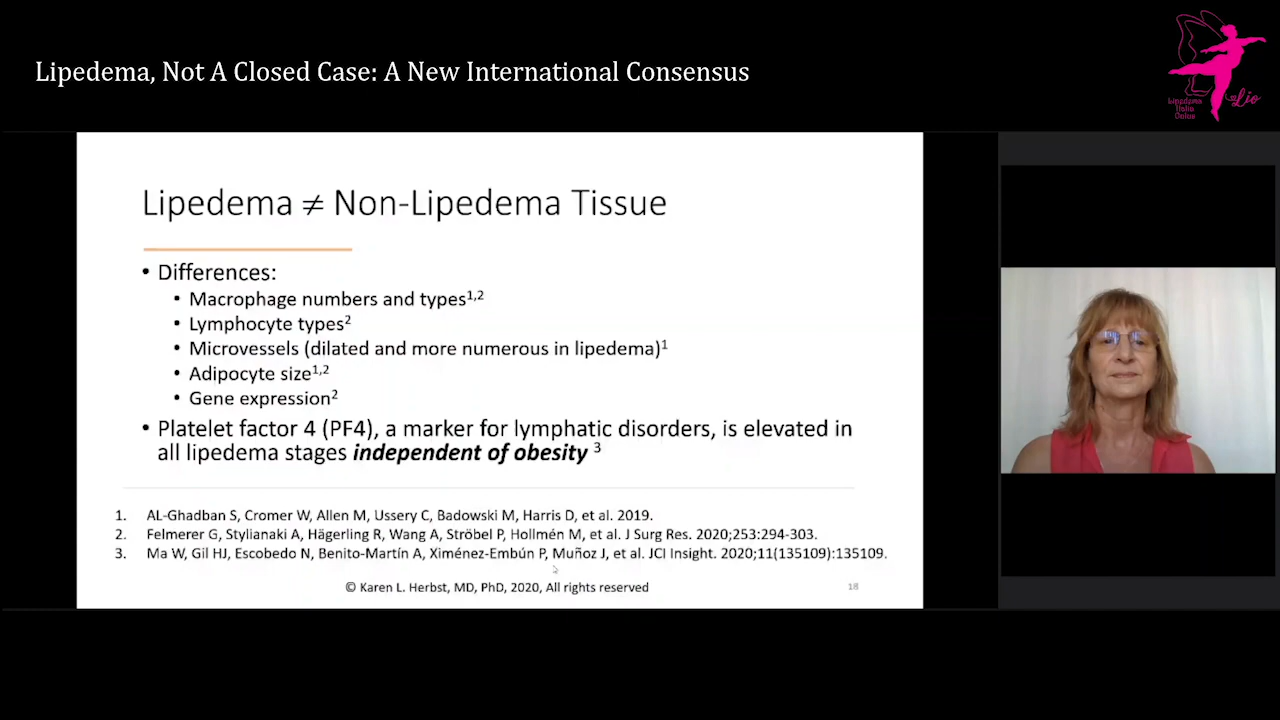 Lipedema, Not A Closed Case: A New International Consensus
Lipedema
Italia
Onlus
Lio
Lipedema ≠ Non-Lipedema Tissue
• Differences:
• Macrophage numbers and types1,2
• Lymphocyte types2
• Microvessels (dilated and more numerous in lipedema)1
• Adipocyte size1,2
• Gene expression2
• Platelet factor 4 (PF4), a marker for lymphatic disorders, is elevated in
all lipedema stages independent of obesity 3
1. AL-Ghadban S, Cromer W, Allen M, Ussery C, Badowski M, Harris D, et al. 2019.
2. Felmerer G, Stylianaki A, Hägerling R, Wang A, Ströbel P, Hollmén M, et al. J Surg Res. 2020;253:294-303.
3. Ma W, Gil HJ, Escobedo N, Benito-Martín A, Ximénez-Embún P, Muñoz J, et al. JCI Insight. 2020;11(135109):135109.
© Karen L. Herbst, MD, PhD, 2020, All rights reserved
18